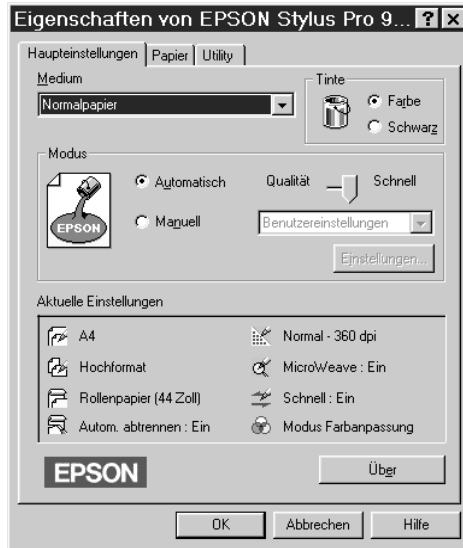 Eigenschaften von EPSON Stylus Pro 9...
Haupteinstellungen Papier Utility
Medium Tinte
Normalpapier
Farbe
Schwarz
Modus
Automatisch Qualität Schnell
EPSON
Manuell Benutzereinstellungen
Einstellungen...
Aktuelle Einstellungen
A4 Normal - 360 dpi
Hochformat MicroWeave : Ein
Rollenpapier (44 Zoll) Schnell : Ein
Autom. abtrennen : Ein Modus Farbanpassung
EPSON Über
OK Abbrechen Hilfe